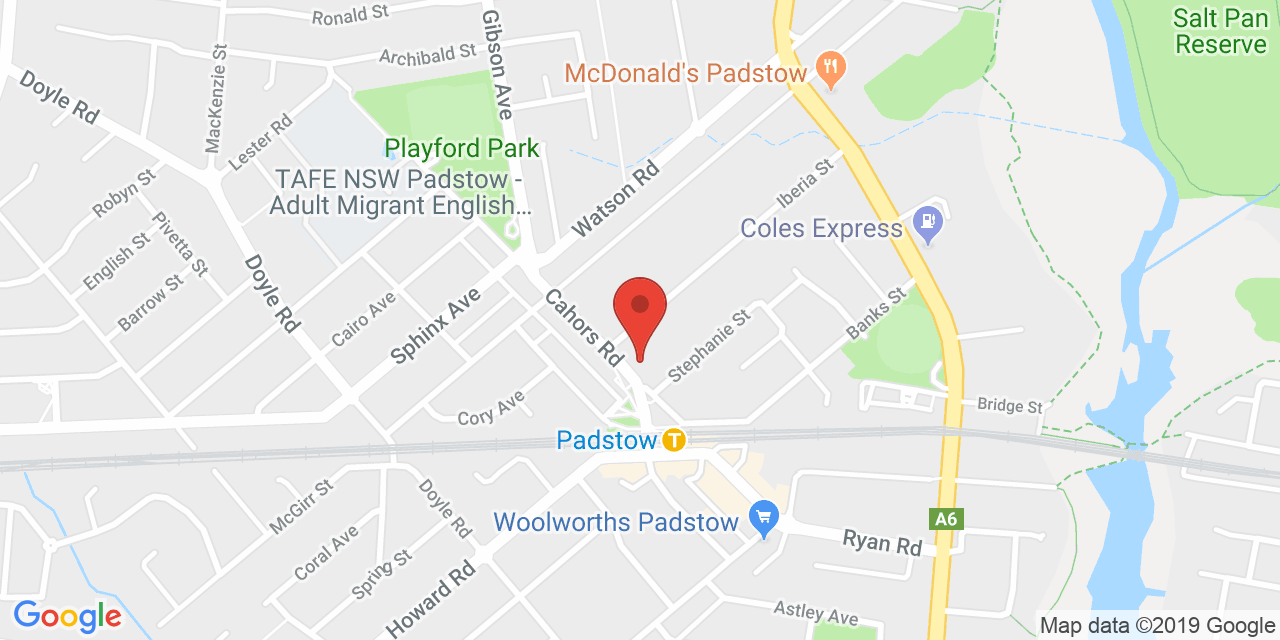 Ronald St
Salt Pan
Reserve
Gibson Ave
Archibald St
McDonald's Padstow
Doyle Rd
MacKenzie St
Lester Rd
Playford Park
TAFE NSW Padstow -
Adult Migrant English...
Robyn St
Watson Rd
Iberia St
Coles Express
Pivetta St
English St
Barrow St
Doyle Rd
Cairo Ave
Sphinx Ave
Cahors Rd
Stephanie St
Banks St
Cory Ave
Bridge St
Padstow
T
McGirr St
Doyle Rd
Woolworths Padstow
A6
Ryan Rd
Coral Ave
Spring St
Howard Rd
Astley Ave
Google
Map data ©2019 Google